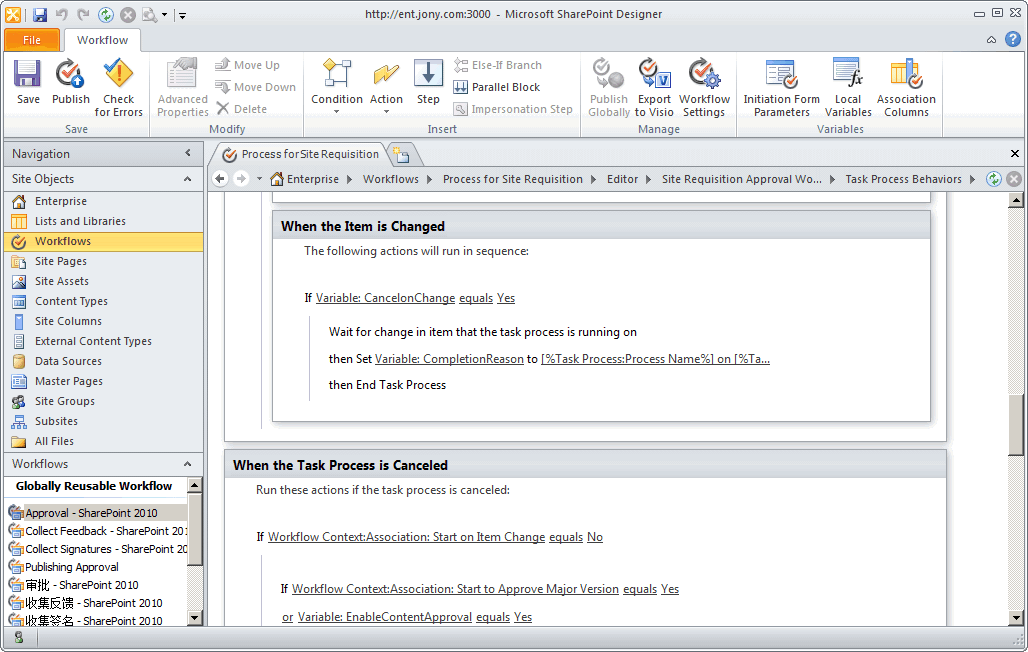 http://ent.jony.com:3000 - Microsoft SharePoint Designer
File
Workflow
Save
Publish
Check
for Errors
Save
Advanced
Properties
Move Up
Move Down
Delete
Modify
Condition
Action
Step
Else-If Branch
Parallel Block
Impersonation Step
Insert
Publish
Globally
Export
to Visio
Workflow
Settings
Manage
Initiation Form
Parameters
Local
Variables
Association
Columns
Variables
Navigation
Site Objects
Enterprise
Lists and Libraries
Workflows
Site Pages
Site Assets
Content Types
Site Columns
External Content Types
Data Sources
Master Pages
Site Groups
Subsites
All Files
Workflows
Globally Reusable Workflow
Approval - SharePoint 2010
Collect Feedback - SharePoint 201
Collect Signatures - SharePoint 20
Publishing Approval
审批 - SharePoint 2010
收集反馈 - SharePoint 2010
收集签名 - SharePoint 2010
Process for Site Requisition
Enterprise
Workflows
Process for Site Requisition
Editor
Site Requisition Approval Wo...
Task Process Behaviors
When the Item is Changed
The following actions will run in sequence:
If Variable: CancelonChange equals Yes
Wait for change in item that the task process is running on
then Set Variable: CompletionReason to [%Task Process:Process Name%] on [%Ta...
then End Task Process
When the Task Process is Canceled
Run these actions if the task process is canceled:
If Workflow Context:Association: Start on Item Change equals No
If Workflow Context:Association: Start to Approve Major Version equals Yes
or Variable: EnableContentApproval equals Yes